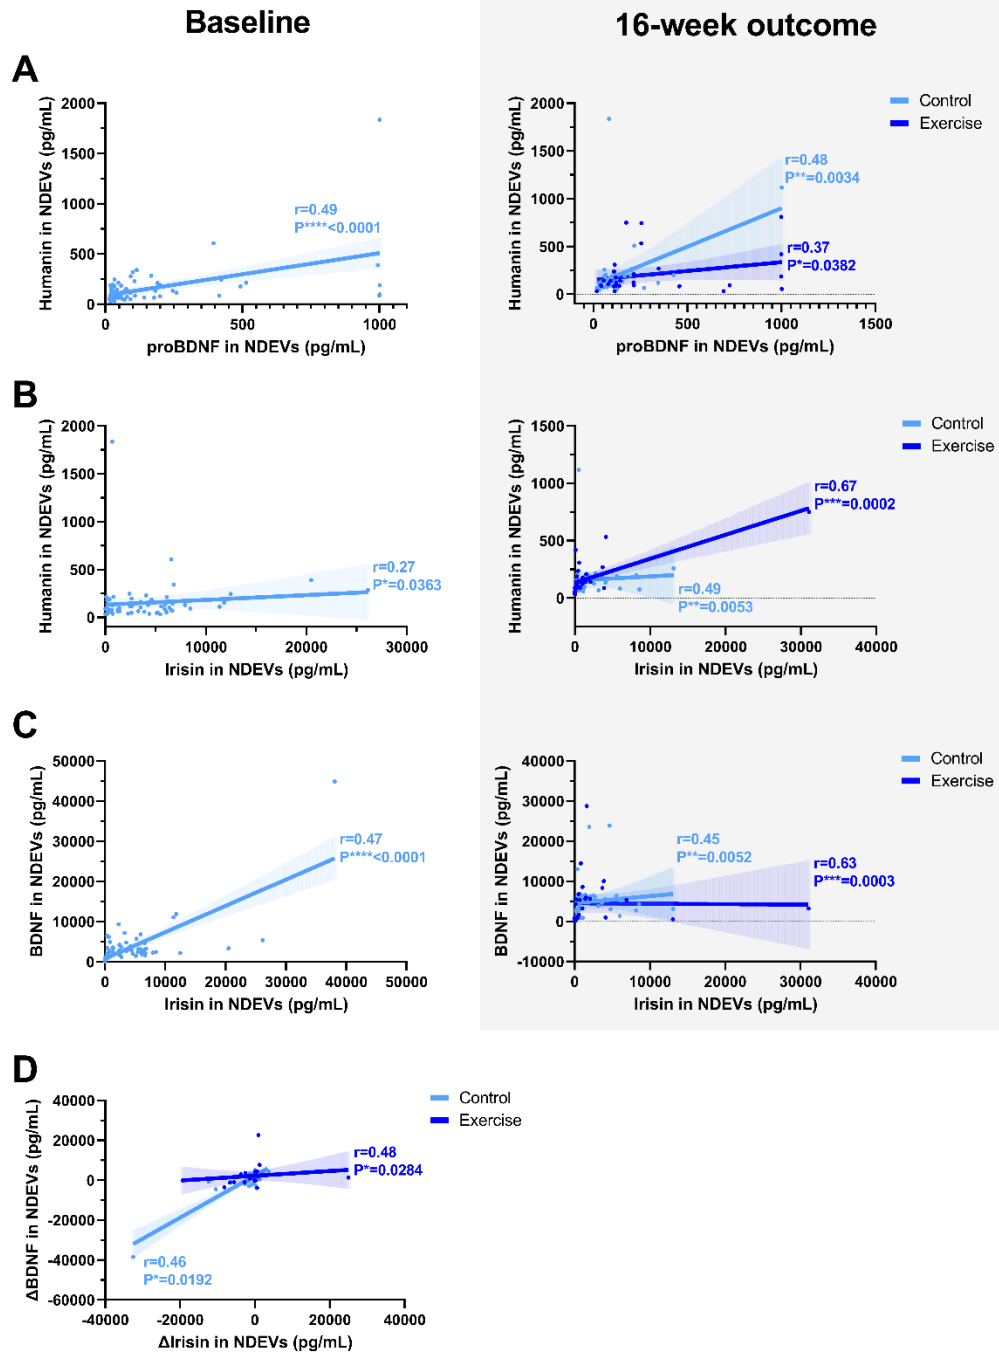 Baseline
16-week outcome
A
Humanin in NDEVs (pg/mL)
2000
1500
1000
500
0
r=0.49
P****<0.0001
0
500
1000
proBDNF in NDEVs (pg/mL)
Humanin in NDEVs (pg/mL)
2000
1500
1000
500
0
r=0.48
P**=0.0034
r=0.37
P*=0.0382
0
500
1000
1500
proBDNF in NDEVs (pg/mL)
Control
Exercise
B
Humanin in NDEVs (pg/mL)
2000
1500
1000
500
0
r=0.27
P*=0.0363
0
10000
20000
30000
Irisin in NDEVs (pg/mL)
Humanin in NDEVs (pg/mL)
1500
1000
500
0
r=0.67
P***=0.0002
r=0.49
P**=0.0053
0
10000
20000
30000
40000
Irisin in NDEVs (pg/mL)
Control
Exercise
C
BDNF in NDEVs (pg/mL)
50000
40000
30000
20000
10000
0
r=0.47
P****<0.0001
0
10000
20000
30000
40000
50000
Irisin in NDEVs (pg/mL)
BDNF in NDEVs (pg/mL)
40000
30000
20000
10000
0
-10000
r=0.45
P**=0.0052
r=0.63
P***=0.0003
0
10000
20000
30000
40000
Irisin in NDEVs (pg/mL)
Control
Exercise
D
ΔBDNF in NDEVs (pg/mL)
40000
20000
0
-20000
-40000
-60000
r=0.48
P*=0.0284
r=0.46
P*=0.0192
-40000
-20000
0
20000
40000
ΔIrisin in NDEVs (pg/mL)
Control
Exercise